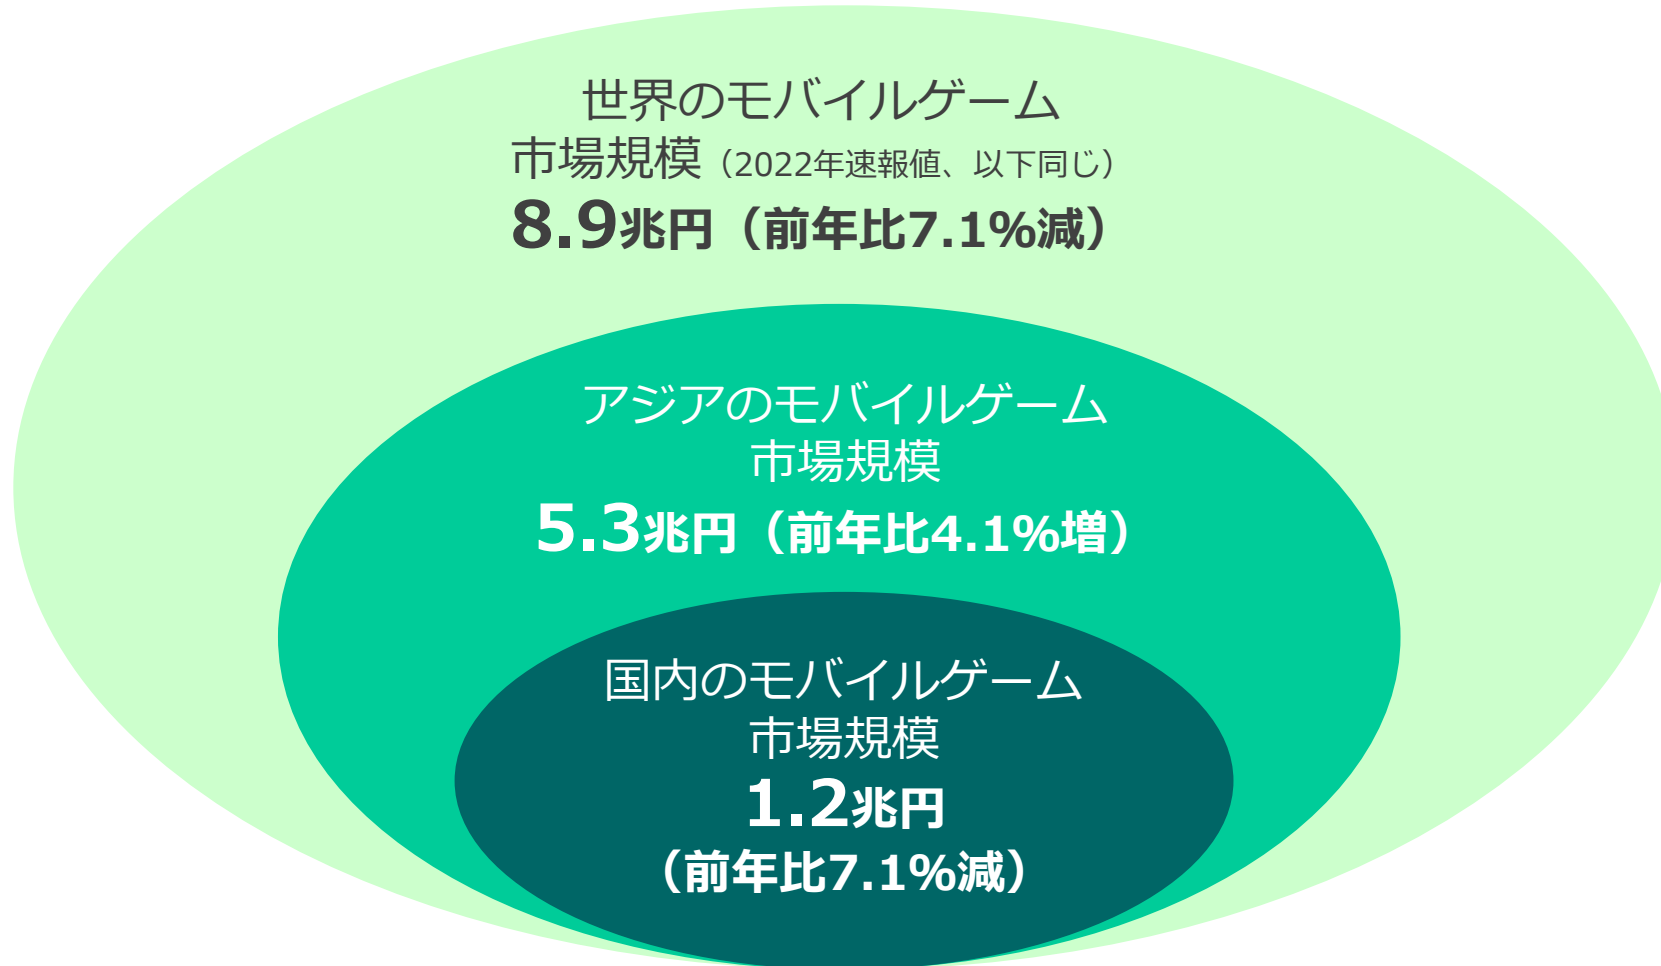 世界のモバイルゲーム
市場規模（2022年速報値、以下同じ）
8.9兆円（前年比7.1%減）
アジアのモバイルゲーム
市場規模
5.3兆円（前年比4.1%増）
国内のモバイルゲーム
市場規模
1.2兆円
（前年比7.1%減）